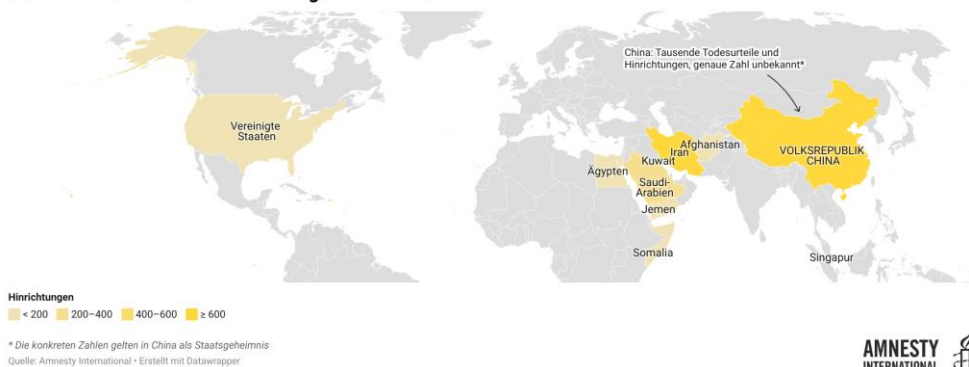 China: Tausende Todesurteile und
Hinrichtungen, genaue Zahl unbekannt*
Vereinigte
Staaten
Afghanistan
Iran
VOLKSREPUBLIK
CHINA
Kuwait
Ägypten
Saudi-
Arabien
Jemen
Somalia
Singapur
Hinrichtungen
< 200 200–400 400–600 ≥ 600
* Die konkreten Zahlen gelten in China als Staatsgeheimnis
Quelle: Amnesty International • Erstellt mit Datawrapper
AMNESTY
INTERNATIONAL